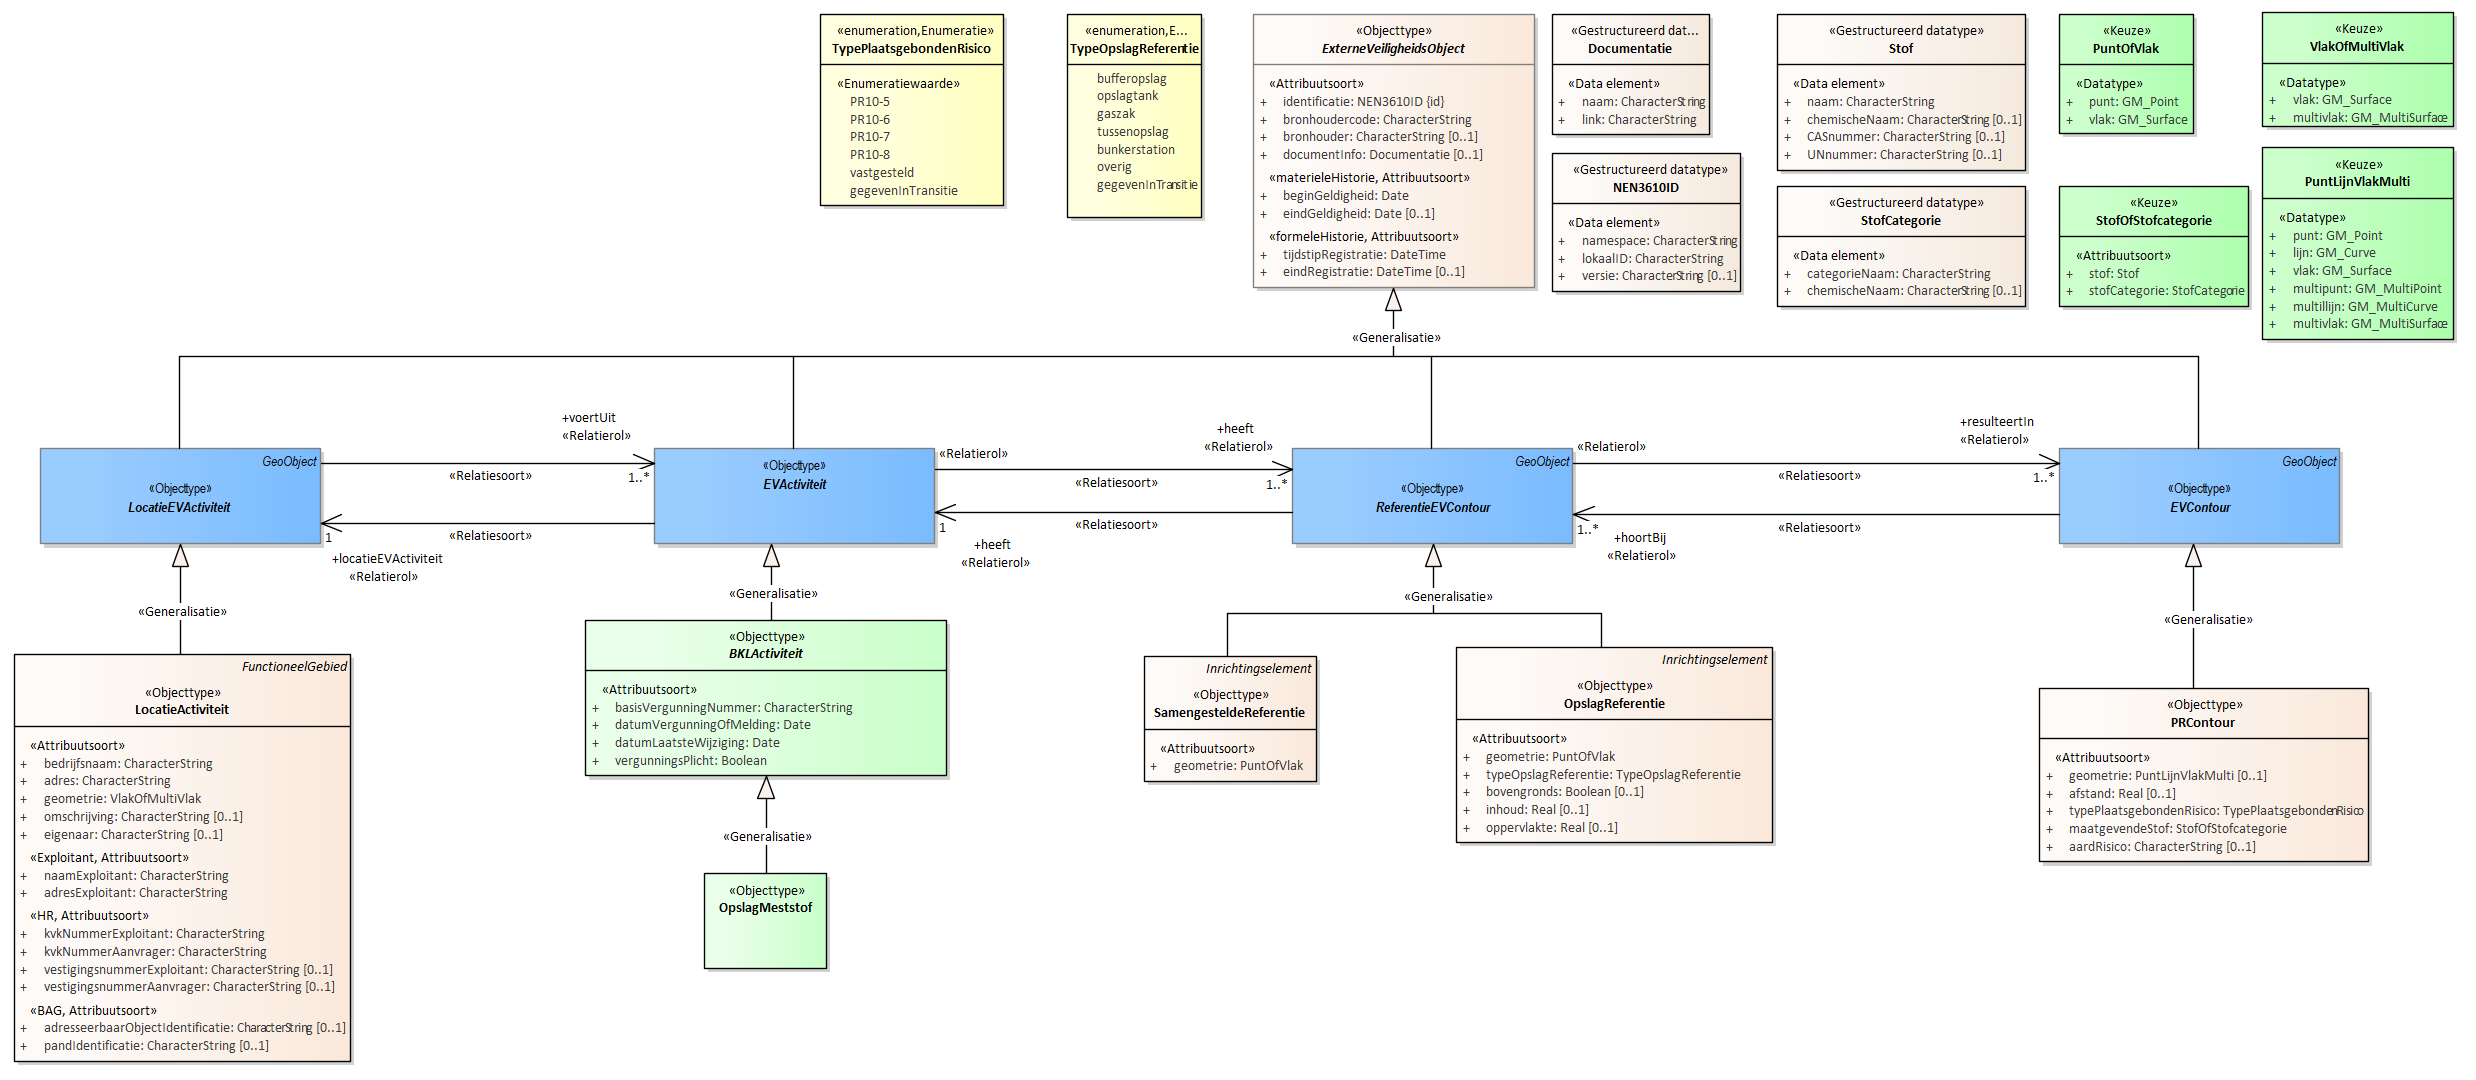 «enumeration,Enumeratie»
TypePlaatsgebondenRisico
«Enumeratiewaarde»
PR10-5
PR10-6
PR10-7
PR10-8
vastgesteld
gegevenInTransitie
«enumeration,E...
TypeOpslagReferentie
bufferopslag
opslagtank
gaszak
tussenopslag
bunkerstation
overig
gegevenInTransitie
«Objecttype»
ExterneVeiligheidsObject
«Attribuutsoort»
+ identificatie: NEN3610ID {id}
+ bronhoudercode: CharacterString
+ bronhouder: CharacterString [0..1]
+ documentInfo: Documentatie [0..1]
«materieleHistorie, Attribuutsoort»
+ beginGeldigheid: Date
+ eindGeldigheid: Date [0..1]
«formeleHistorie, Attribuutsoort»
+ tijdstipRegistratie: DateTime
+ eindRegistratie: DateTime [0..1]
«Gestructureerd dat...
Documentatie
«Data element»
+ naam: CharacterString
+ link: CharacterString
«Gestructureerd datatype»
NEN3610ID
«Data element»
+ namespace: CharacterString
+ lokaalID: CharacterString
+ versie: CharacterString [0..1]
«Gestructureerd datatype»
Stof
«Data element»
+ naam: CharacterString
+ chemischeNaam: CharacterString [0..1]
+ CASnummer: CharacterString [0..1]
+ UNnummer: CharacterString [0..1]
«Gestructureerd datatype»
StofCategorie
«Data element»
+ categorieNaam: CharacterString
+ chemischeNaam: CharacterString [0..1]
«Keuze»
PuntOfVlak
«Datatype»
+ punt: GM_Point
+ vlak: GM_Surface
«Keuze»
StofOfStofcategorie
«Attribuutsoort»
+ stof: Stof
+ stofCategorie: StofCategorie
«Keuze»
VlakOfMultiVlak
«Datatype»
+ vlak: GM_Surface
+ multivlak: GM_MultiSurface
«Keuze»
PuntLijnVlakMulti
«Datatype»
+ punt: GM_Point
+ lijn: GM_Curve
+ vlak: GM_Surface
+ multipunt: GM_MultiPoint
+ multilijn: GM_MultiCurve
+ multivlak: GM_MultiSurface
«Generalisatie»
GeoObject
«Objecttype»
LocatieEVActiviteit
+voertUit
«Relatierol»
«Relatiesoort»
1..*
«Relatiesoort»
1
+locatieEVActiviteit
«Relatierol»
«Objecttype»
EVActiviteit
«Relatierol»
+heeft
«Relatierol»
«Relatiesoort»
1..*
«Relatiesoort»
1
+heeft
«Relatierol»
GeoObject
«Objecttype»
ReferentieEVContour
«Relatierol»
+resulteertIn
«Relatierol»
«Relatiesoort»
1..*
«Relatiesoort»
1..*
+hoortBij
«Relatierol»
GeoObject
«Objecttype»
EVContour
«Generalisatie»
«Generalisatie»
«Generalisatie»
«Generalisatie»
FunctioneelGebied
«Objecttype»
LocatieActiviteit
«Attribuutsoort»
+ bedrijfsnaam: CharacterString
+ adres: CharacterString
+ geometrie: VlakOfMultiVlak
+ omschrijving: CharacterString [0..1]
+ eigenaar: CharacterString [0..1]
«Exploitant, Attribuutsoort»
+ naamExploitant: CharacterString
+ adresExploitant: CharacterString
«HR, Attribuutsoort»
+ kvkNummerExploitant: CharacterString
+ kvkNummerAanvrager: CharacterString
+ vestigingsnummerExploitant: CharacterString [0..1]
+ vestigingsnummerAanvrager: CharacterString [0..1]
«BAG, Attribuutsoort»
+ adresseerbaarObjectIdentificatie: CharacterString [0..1]
+ pandIdentificatie: CharacterString [0..1]
«Objecttype»
BKLActiviteit
«Attribuutsoort»
+ basisVergunningNummer: CharacterString
+ datumVergunningOfMelding: Date
+ datumLaatsteWijziging: Date
+ vergunningsPlicht: Boolean
«Generalisatie»
«Objecttype»
OpslagMeststof
Inrichtingselement
«Objecttype»
SamengesteldeReferentie
«Attribuutsoort»
+ geometrie: PuntOfVlak
Inrichtingselement
«Objecttype»
OpslagReferentie
«Attribuutsoort»
+ geometrie: PuntOfVlak
+ typeOpslagReferentie: TypeOpslagReferentie
+ bovengronds: Boolean [0..1]
+ inhoud: Real [0..1]
+ oppervlakte: Real [0..1]
«Objecttype»
PRContour
«Attribuutsoort»
+ geometrie: PuntLijnVlakMulti [0..1]
+ afstand: Real [0..1]
+ typePlaatsgebondenRisico: TypePlaatsgebondenRisico
+ maatgevendeStof: StofOfStofcategorie
+ aardRisico: CharacterString [0..1]